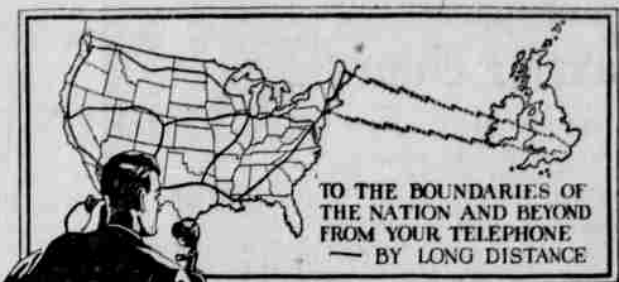 TO THE BOUNDARIES OF
THE NATION AND BEYOND
FROM YOUR TELEPHONE
— BY LONG DISTANCE